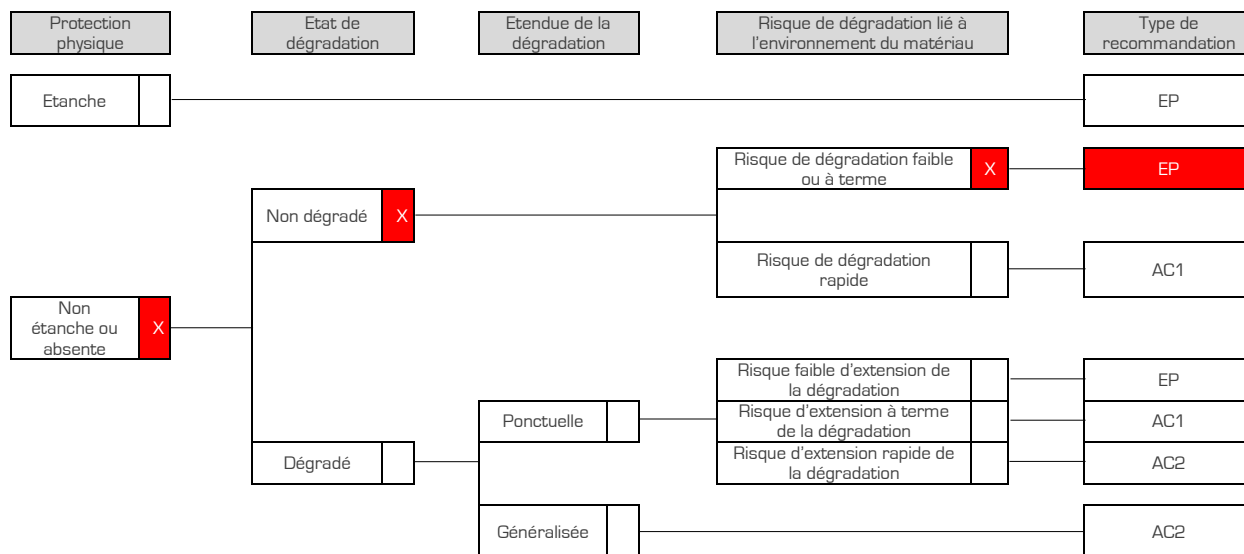 Protection
physique
Etat de
dégradation
Etendue de la
dégradation
Risque de dégradation lié à
l'environnement du matériau
Type de
recommandation
Etanche
EP
Risque de dégradation faible
ou à terme
X
EP
Non dégradé
X
Risque de dégradation
rapide
AC1
Non
étanche ou
absente
X
Risque faible d'extension de
la dégradation
EP
Ponctuelle
Risque d'extension à terme
de la dégradation
AC1
Dégradé
Risque d'extension rapide de
la dégradation
AC2
Généralisée
AC2